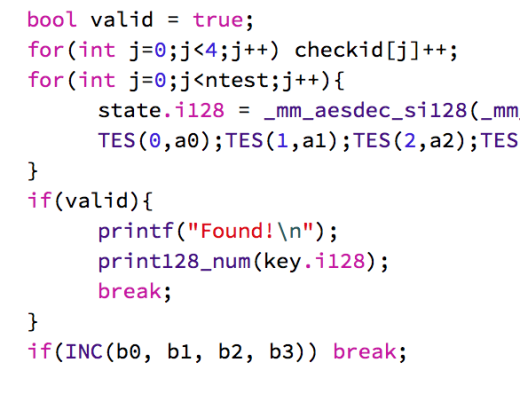 bool valid = true;
for(int j=0;j<4;j++) checkid[j]++;
for(int j=0;j<ntest;j++){
state.i128 = _mm_aesdec_si128(_mm_
TES(0,a0);TES(1,a1);TES(2,a2);TES
}
if(valid){
printf("Found!\n");
print128_num(key.i128);
break;
}
if(INC(b0, b1, b2, b3)) break;